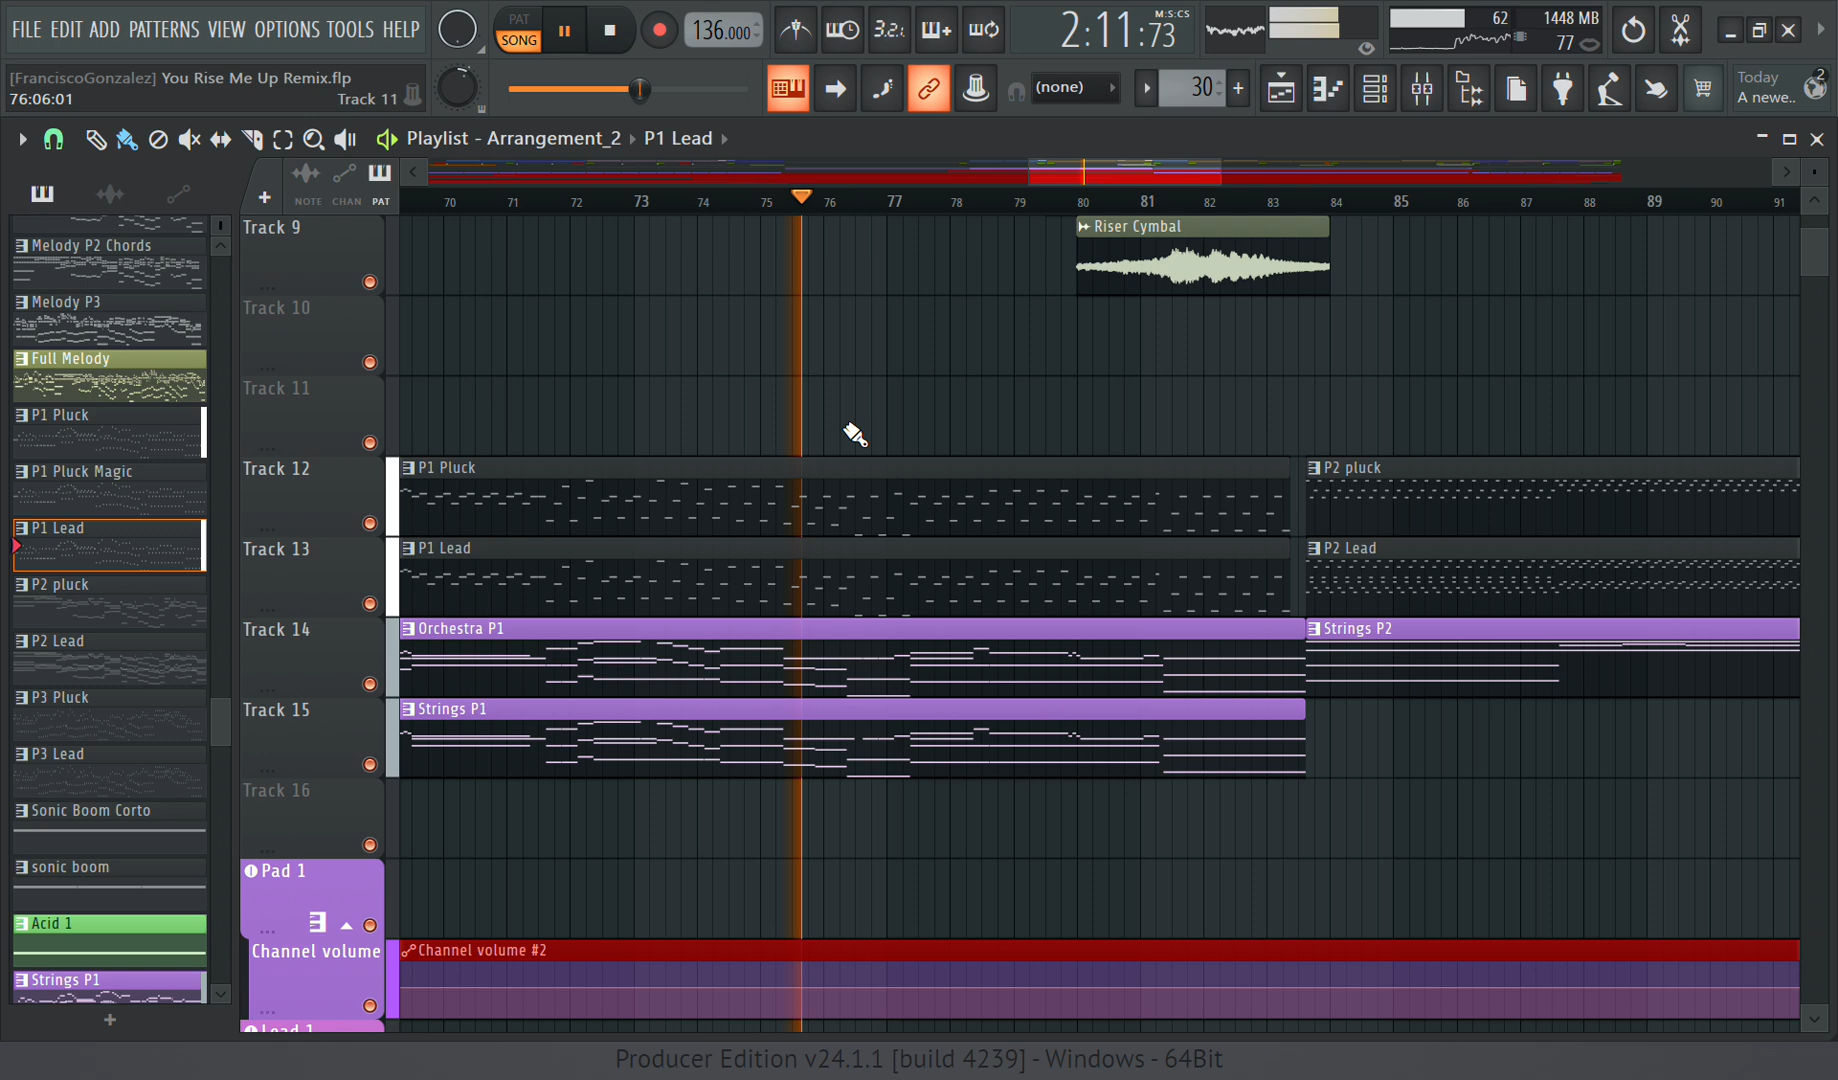 FILE EDIT ADD PATTERNS VIEW OPTIONS TOOLS HELP
PAT
SONG
136.000
3.2.
2:11:73
M:S:CS
62
1448 MB
77
[FranciscoGonzalez] You Rise Me Up Remix.flp
76:06:01
Track 11
(none)
30
Today
A newe..
2
Playlist - Arrangement_2 › P1 Lead
NOTE CHAN PAT
70 71 72 73 74 75 76 77 78 79 80 81 82 83 84 85 86 87 88 89 90 91
Melody P2 Chords
Melody P3
Full Melody
P1 Pluck
P1 Pluck Magic
P1 Lead
P2 pluck
P2 Lead
P3 Pluck
P3 Lead
Sonic Boom Corto
sonic boom
Acid 1
Strings P1
Track 9
Riser Cymbal
Track 10
Track 11
Track 12
P1 Pluck
P2 pluck
Track 13
P1 Lead
P2 Lead
Track 14
Orchestra P1
Strings P2
Track 15
Strings P1
Track 16
Pad 1
Channel volume
Channel volume #2
Lead 1
Producer Edition v24.1.1 [build 4239] - Windows - 64Bit